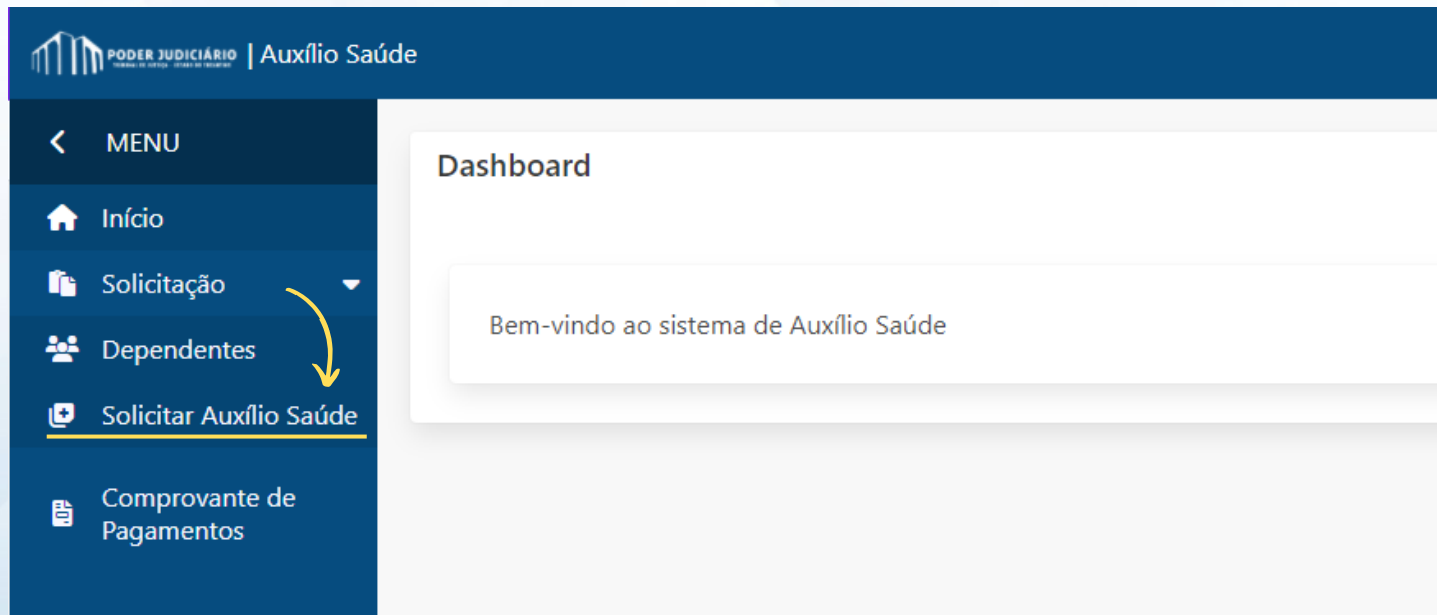 PODER JUDICIÁRIO | Auxílio Saúde
MENU
Início
Solicitação
Dependentes
Solicitar Auxílio Saúde
Comprovante de
Pagamentos
Dashboard
Bem-vindo ao sistema de Auxílio Saúde